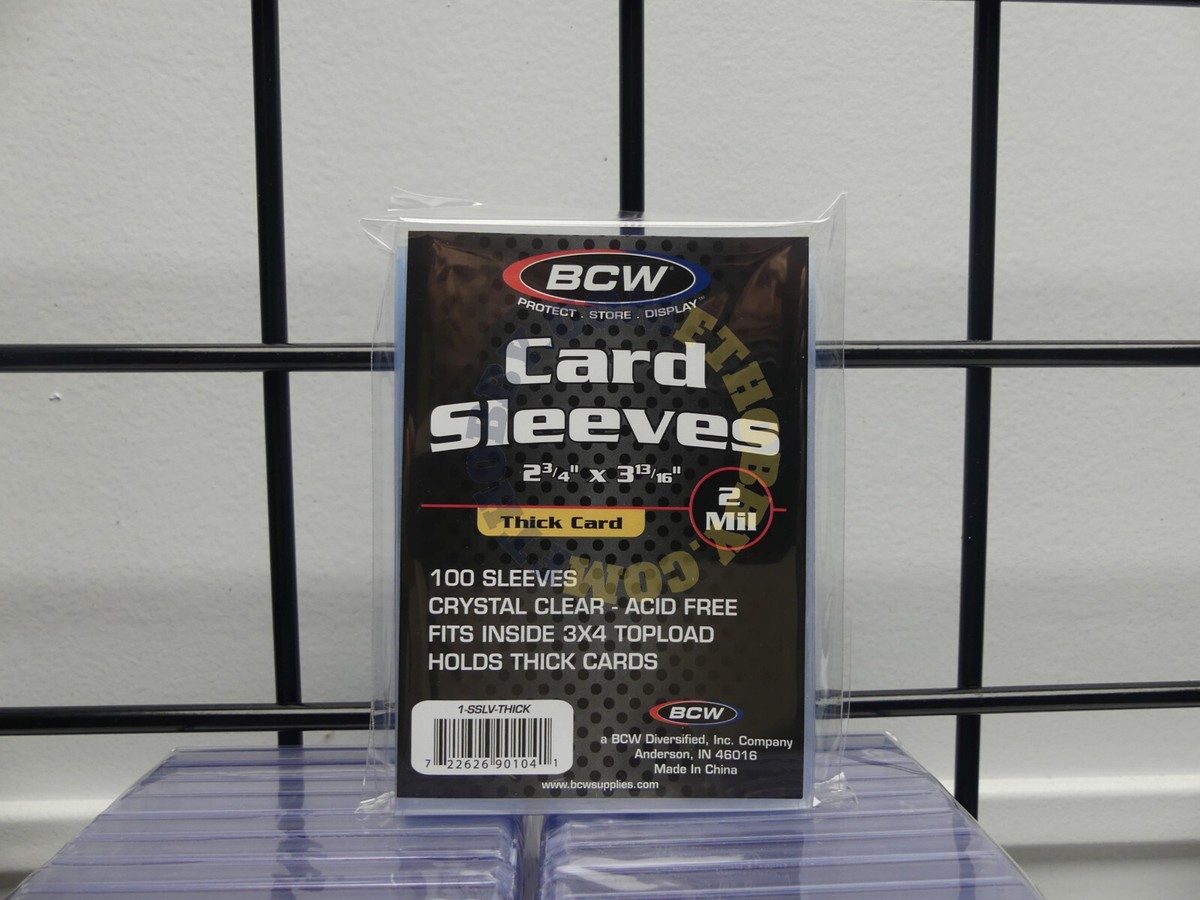 BCW®
PROTECT . STORE . DISPLAY™
Card
Sleeves
2 3/4" x 3 13/16"
2
Mil
Thick Card
100 SLEEVES
CRYSTAL CLEAR - ACID FREE
FITS INSIDE 3X4 TOPLOAD
HOLDS THICK CARDS
1-SSLV-THICK
7 22626 90104 1
BCW
a BCW Diversified, Inc. Company
Anderson, IN 46016
Made In China
www.bcwsupplies.com